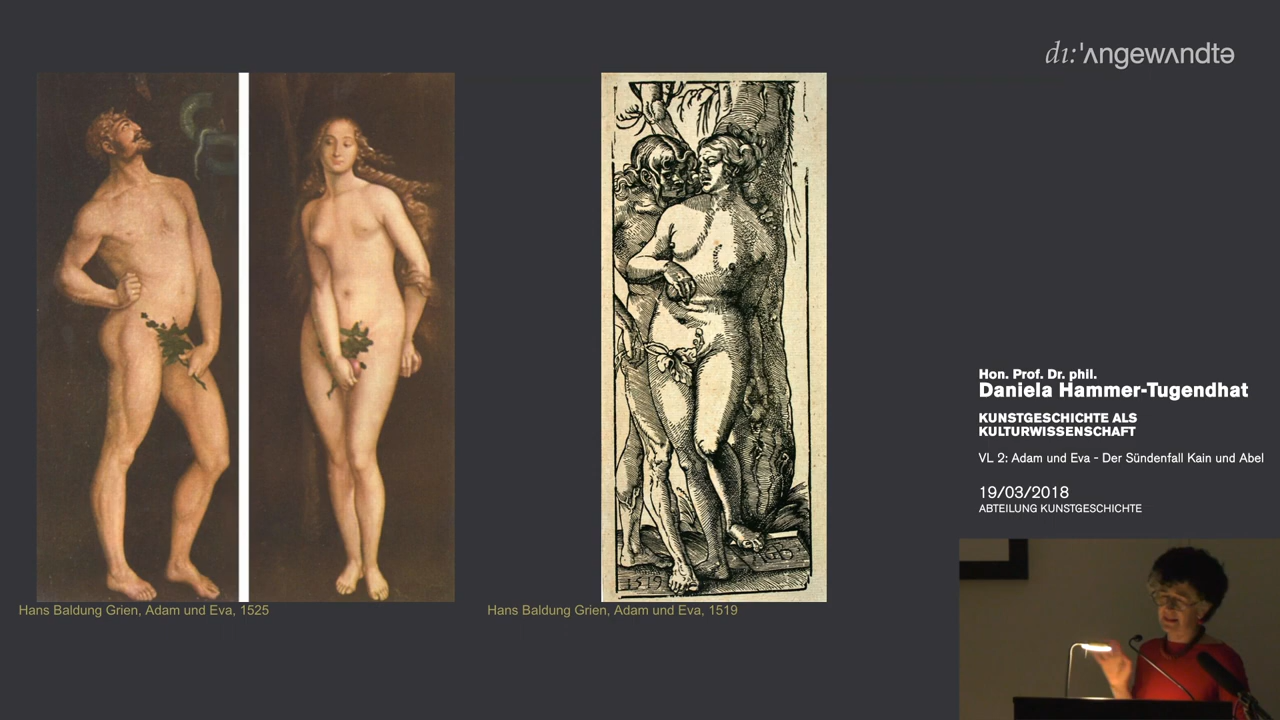 dı:'ʌngewʌndtə
Hon. Prof. Dr. phil.
Daniela Hammer-Tugendhat
KUNSTGESCHICHTE ALS
KULTURWISSENSCHAFT
VL 2: Adam und Eva - Der Sündenfall Kain und Abel
19/03/2018
ABTEILUNG KUNSTGESCHICHTE
1519
HB
Hans Baldung Grien, Adam und Eva, 1525
Hans Baldung Grien, Adam und Eva, 1519